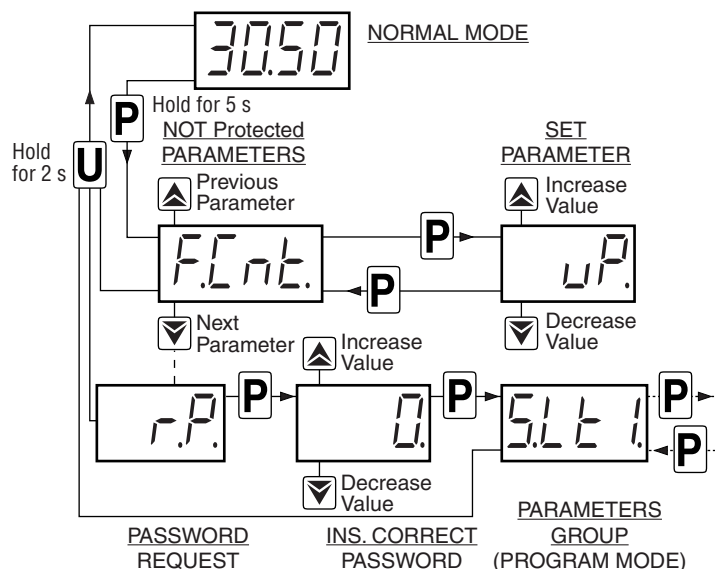 30.50
NORMAL MODE
P
Hold for 5 s
NOT Protected
PARAMETERS
SET
PARAMETER
Hold
for 2 s
U
Previous
Parameter
Increase
Value
F.Cnt.
P
P
uP.
Next
Parameter
Decrease
Value
Increase
Value
r.P.
P
0.
P
S.Lt1.
P
P
Decrease
Value
PASSWORD
REQUEST
INS. CORRECT
PASSWORD
PARAMETERS
GROUP
(PROGRAM MODE)